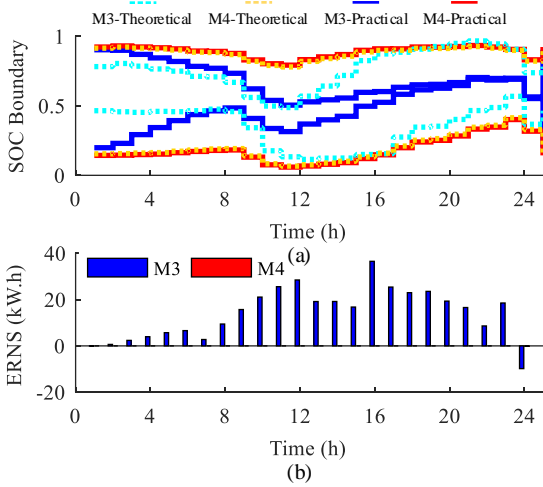 M3-Theoretical M4-Theoretical M3-Practical M4-Practical
1
0.5
0
SOC Boundary
0 4 8 12 16 20 24
Time (h)
(a)
40
20
0
-20
ERNS (kW.h)
M3 M4
0 4 8 12 16 20 24
Time (h)
(b)